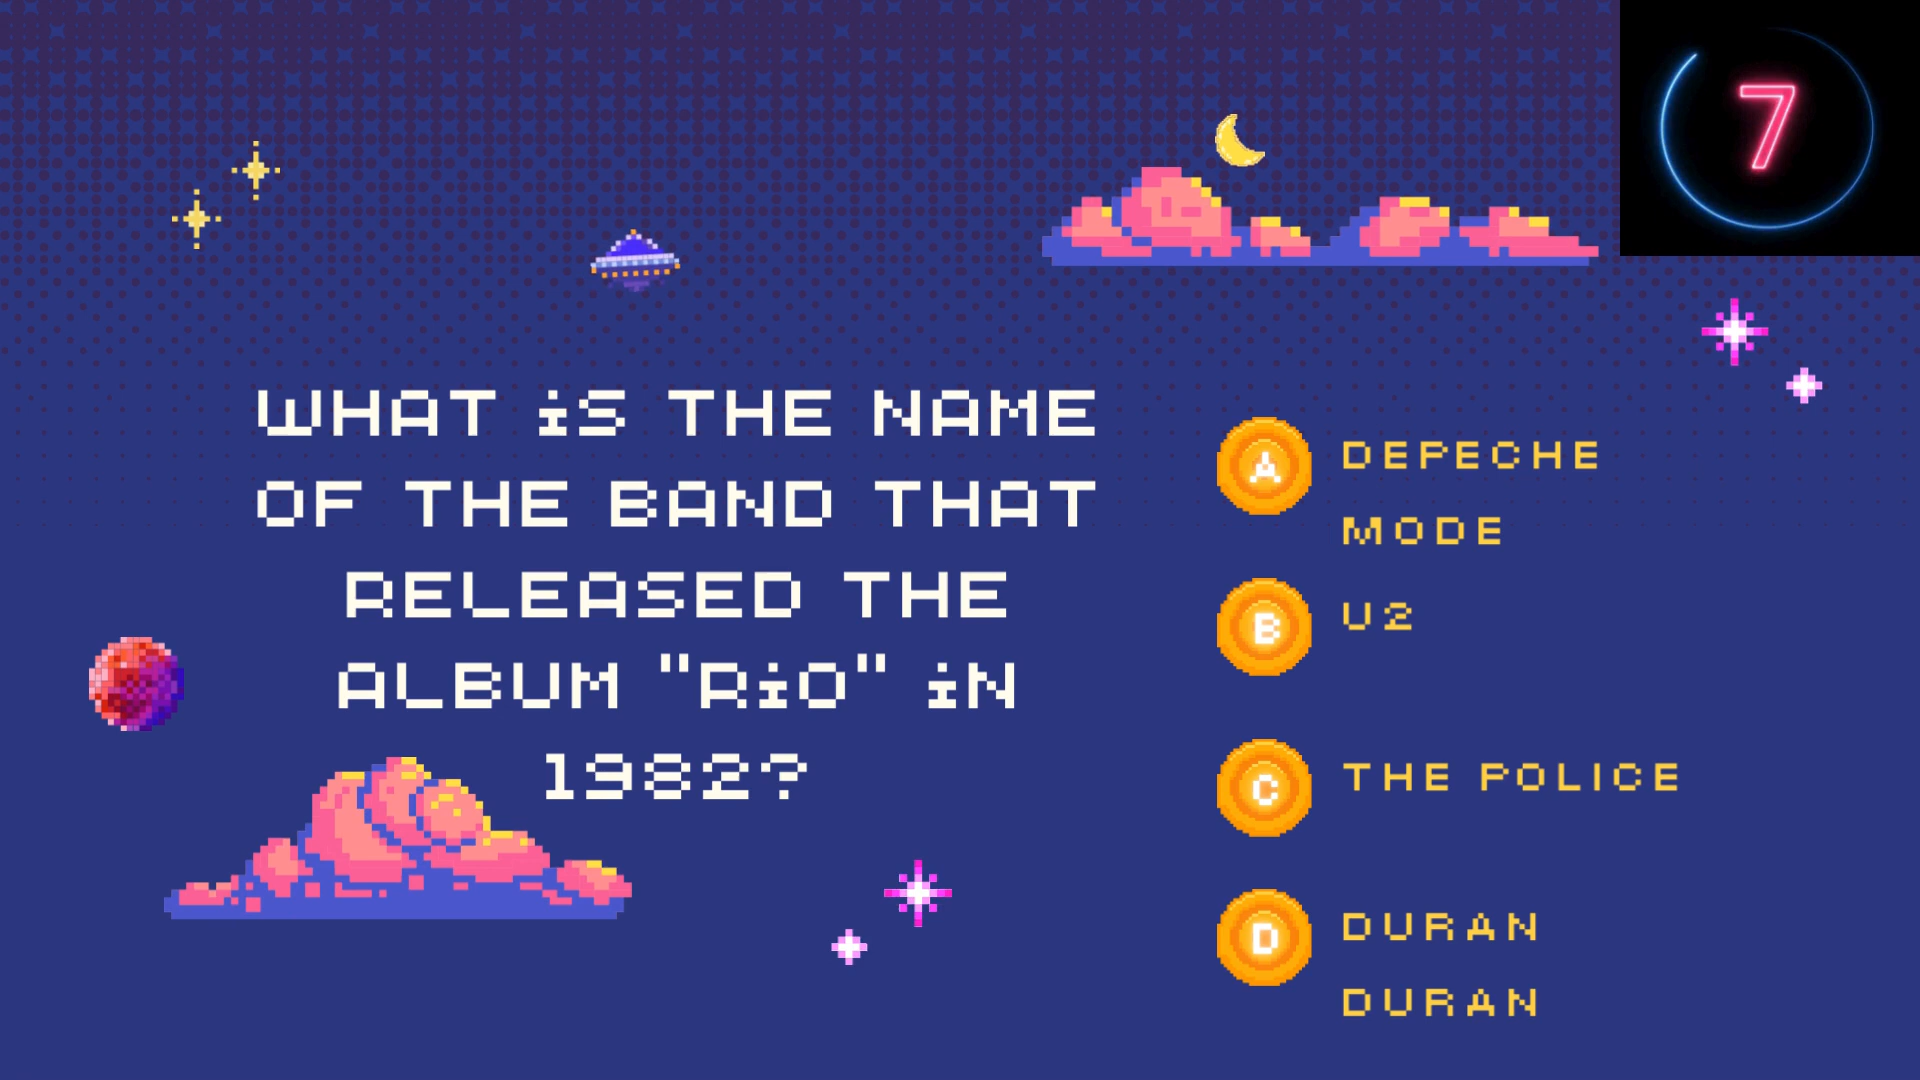 7
WHAT iS THE NAME
OF THE BAND THAT
RELEASED THE
ALBUM "RiO" iN
1982?
A DEPECHE
MODE
B U2
C THE POLICE
D DURAN
DURAN